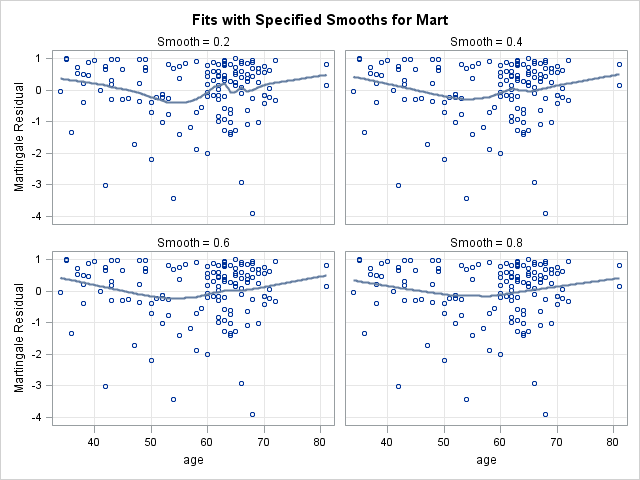 Fits with Specified Smooths for Mart
Smooth = 0.2
Smooth = 0.4
1
0
-1
-2
-3
-4
Martingale Residual
Smooth = 0.6
Smooth = 0.8
1
0
-1
-2
-3
-4
Martingale Residual
40 50 60 70 80
40 50 60 70 80
age
age